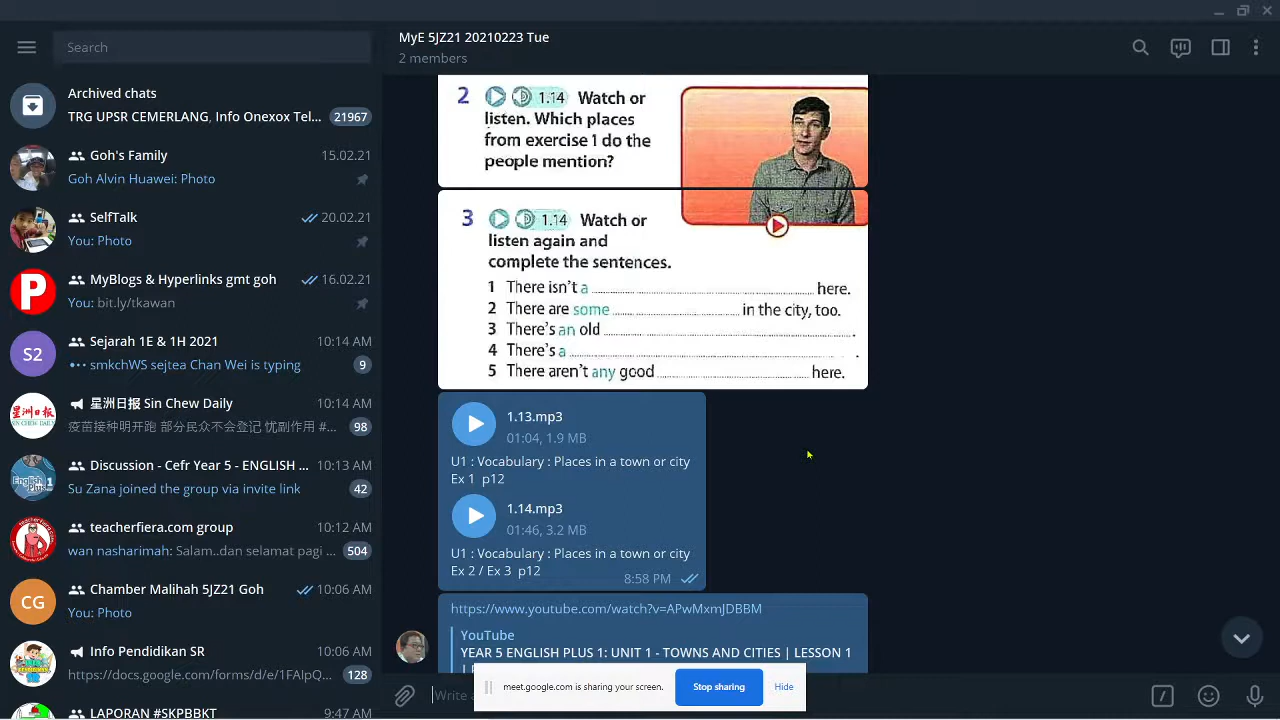 Search
Archived chats
TRG BPR CEMERLANG, Info Onexox Tel... 21967
Goh's Family 15.02.21
Goh Alvin Huawei: Photo
SelfTalk 20.02.21
You: Photo
P
MyBlogs & Hyperlinks gmt goh 16.02.21
You: bit.ly/tkawan
S2
Sejarah 1E & 1H 2021 10:14 AM
smkchWS sejtea Chan Wei is typing 9
星洲日报
星洲日报 Sin Chew Daily 10:14 AM
疫苗接种明开跑 部分民众不会登记 忧副作用 #... 98
Discussion - Cefr Year 5 - ENGLISH ... 10:13 AM
Su Zana joined the group via invite link 42
teacherfiera.com group 10:12 AM
wan nasharimah: Salam..dan selamat pagi ... 504
CG
Chamber Malihah 5JZ21 Goh 10:06 AM
You: Photo
Info Pendidikan SR 10:06 AM
https://docs.google.com/forms/d/e/1FAIpQ... 128
LAPORAN #SKPBBKT 9:47 AM
MyE 5JZ21 20210223 Tue
2 members
2 1.14 Watch or
listen. Which places
from exercise 1 do the
people mention?
3 1.14 Watch or
listen again and
complete the sentences.
1 There isn't a ... here.
2 There are some ... in the city, too.
3 There's an old ... .
4 There's a ... .
5 There aren't any good ... here.
1.13.mp3
01:04, 1.9 MB
U1 : Vocabulary : Places in a town or city
Ex 1 p12
1.14.mp3
01:46, 3.2 MB
U1 : Vocabulary : Places in a town or city
Ex 2 / Ex 3 p12
8:58 PM
https://www.youtube.com/watch?v=APwMxmJDBBM
YouTube
YEAR 5 ENGLISH PLUS 1: UNIT 1 - TOWNS AND CITIES | LESSON 1
meet.google.com is sharing your screen. Stop sharing Hide
Write